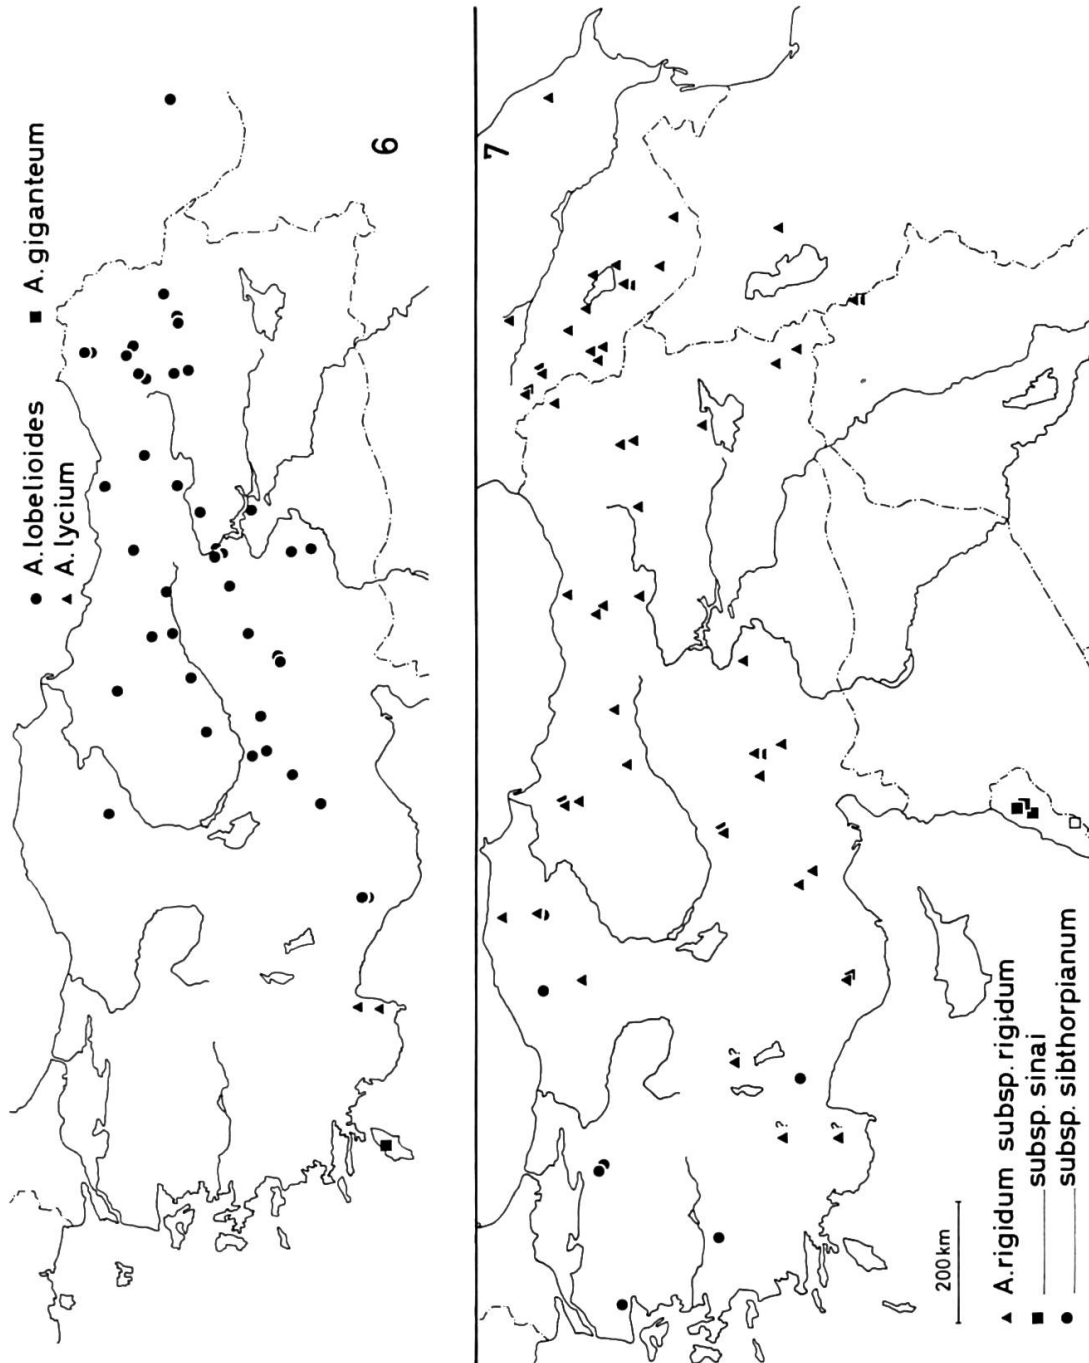 ● A. lobelioides
▲ A. lycium
■ A. giganteum
6
7
?
?
?
200 km
▲ A. rigidum subsp. rigidum
■ ——— subsp. sinai
● ——— subsp. sibthorpianum